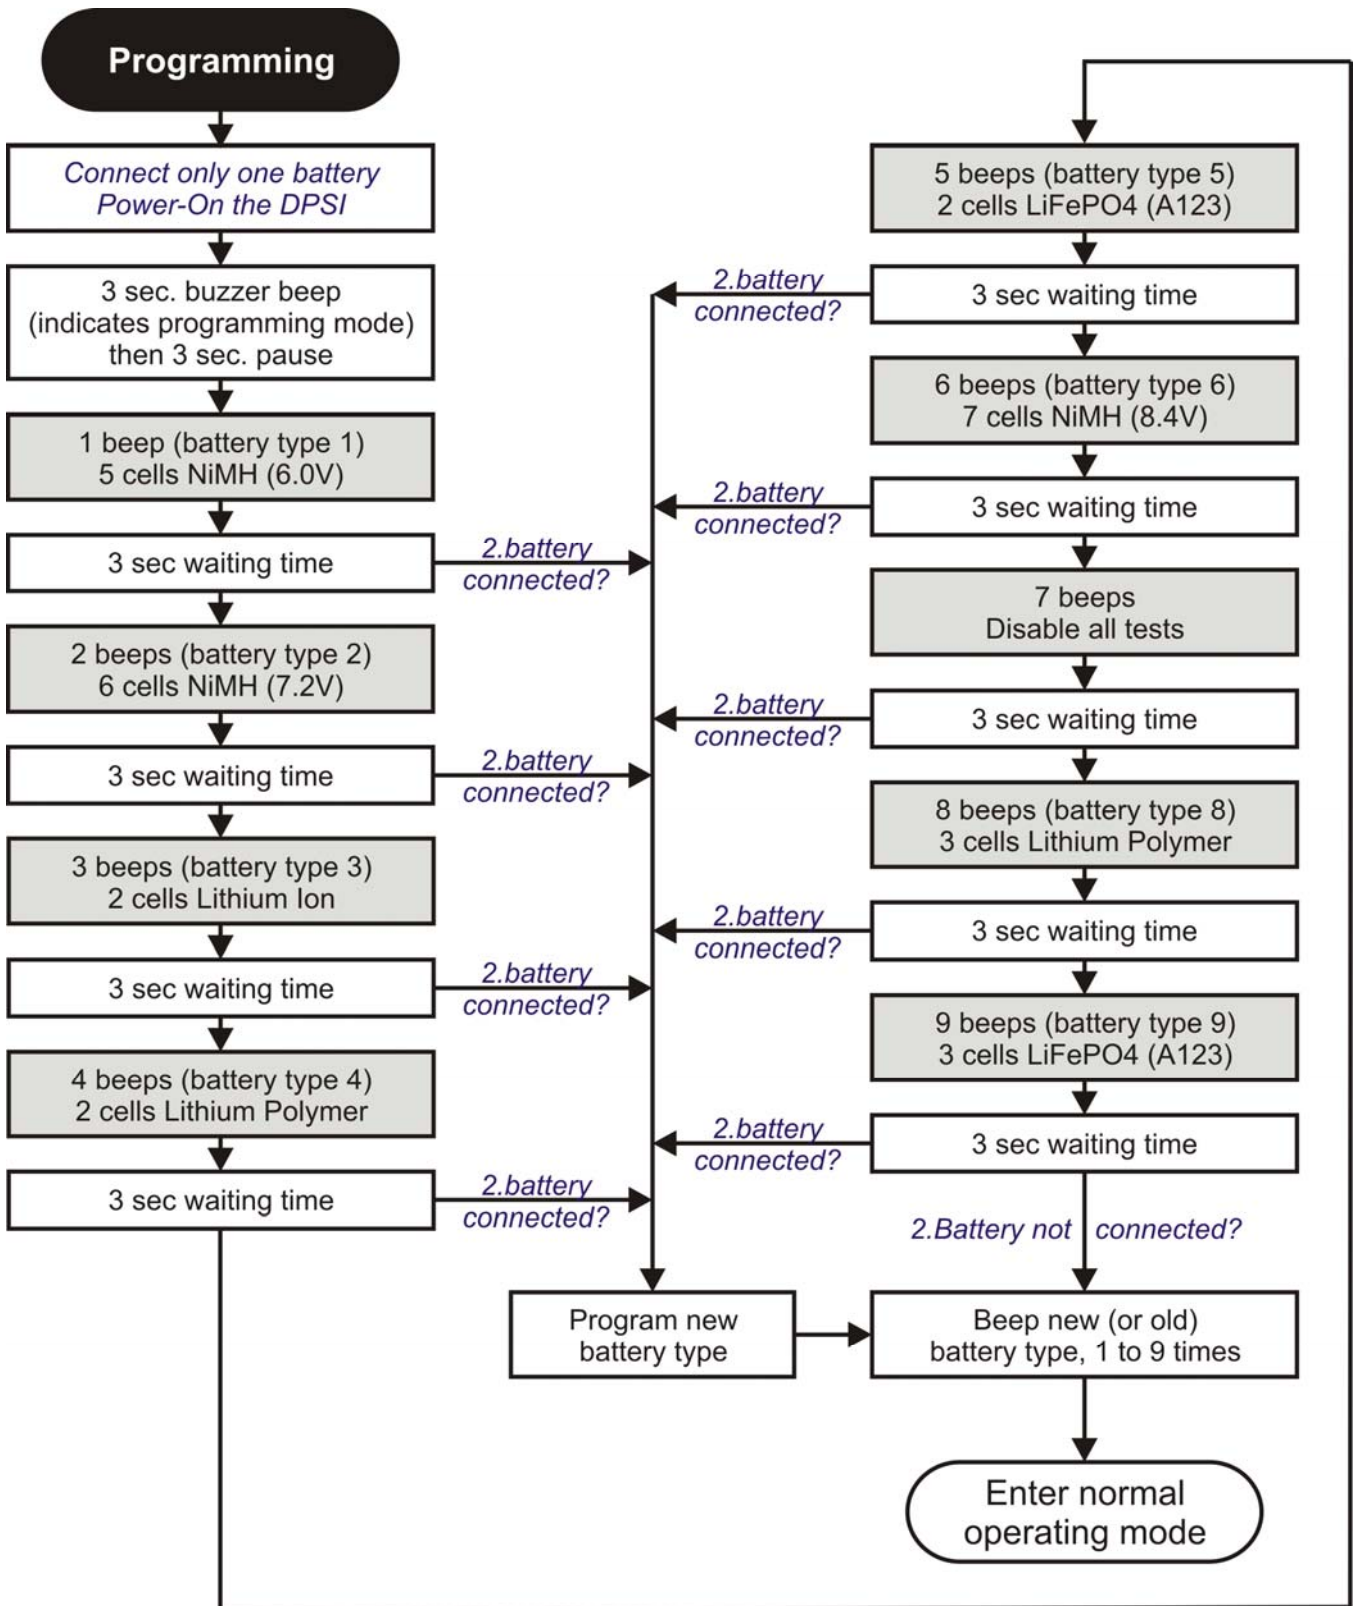 Programming
Connect only one battery
Power-On the DPSI
3 sec. buzzer beep
(indicates programming mode)
then 3 sec. pause
1 beep (battery type 1)
5 cells NiMH (6.0V)
3 sec waiting time
2.battery
connected?
2 beeps (battery type 2)
6 cells NiMH (7.2V)
3 sec waiting time
2.battery
connected?
3 beeps (battery type 3)
2 cells Lithium Ion
3 sec waiting time
2.battery
connected?
4 beeps (battery type 4)
2 cells Lithium Polymer
3 sec waiting time
2.battery
connected?
5 beeps (battery type 5)
2 cells LiFePO4 (A123)
2.battery
connected?
3 sec waiting time
6 beeps (battery type 6)
7 cells NiMH (8.4V)
2.battery
connected?
3 sec waiting time
7 beeps
Disable all tests
2.battery
connected?
3 sec waiting time
8 beeps (battery type 8)
3 cells Lithium Polymer
2.battery
connected?
3 sec waiting time
9 beeps (battery type 9)
3 cells LiFePO4 (A123)
2.battery
connected?
3 sec waiting time
2.Battery not connected?
Program new
battery type
Beep new (or old)
battery type, 1 to 9 times
Enter normal
operating mode